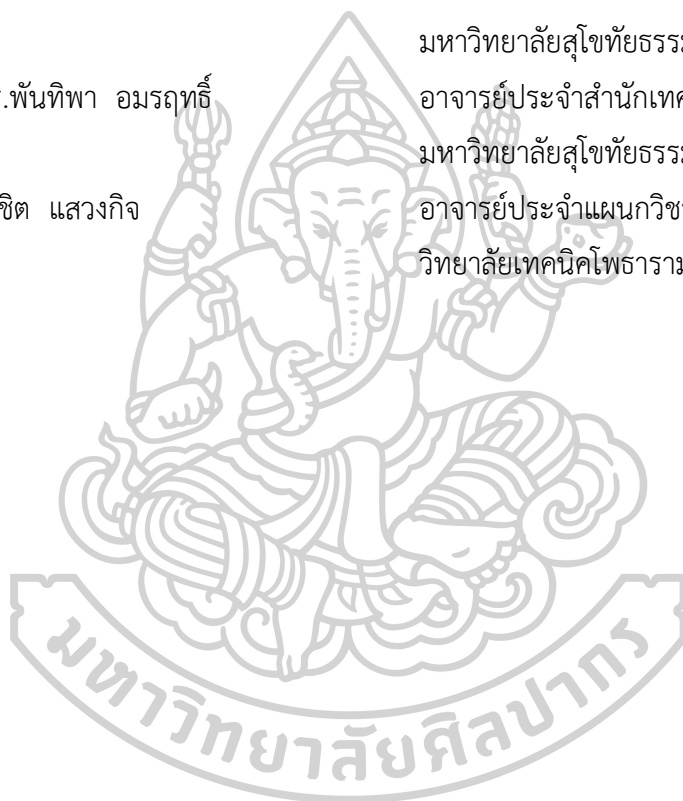 มหาวิทยาลัยสุโขทัยธรรม
.พันทิพา อมรฤทธิ์ อาจารย์ประจำสำนักเทค
มหาวิทยาลัยสุโขทัยธรรม
ชิต แสวงกิจ อาจารย์ประจำแผนกวิชา
วิทยาลัยเทคนิคโพธาราม
มหาวิทยาลัยศิลปากร